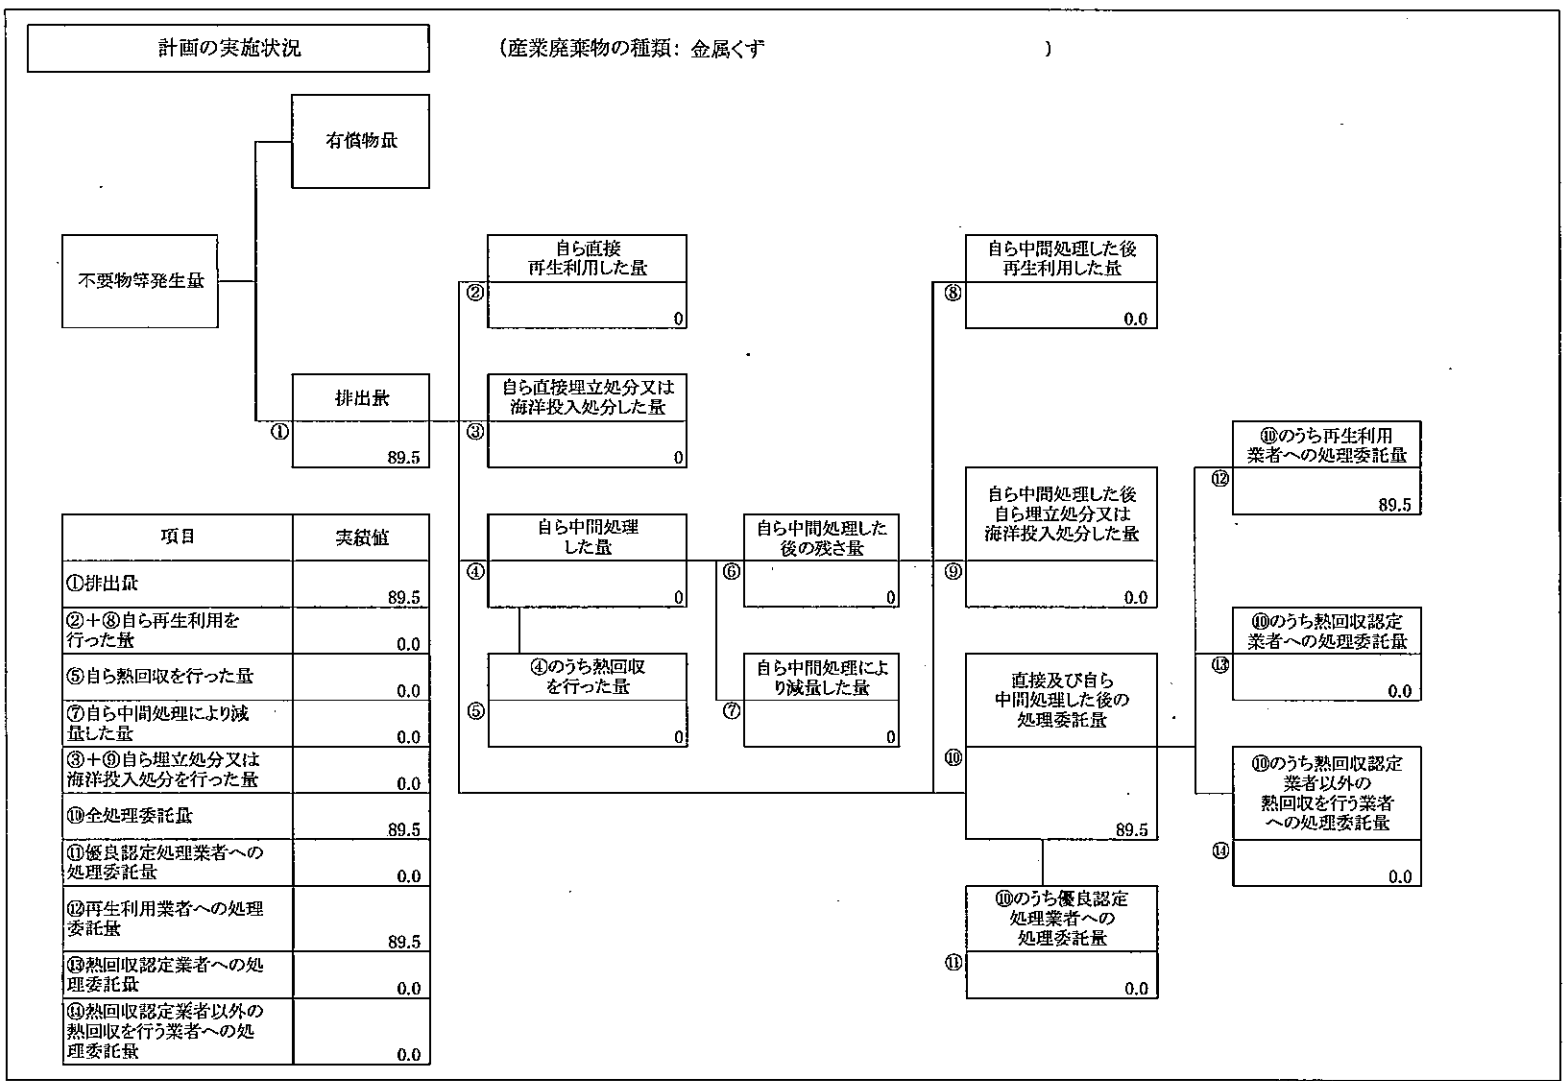 計画の実施状況
(産業廃棄物の種類: 金属くず )
有償物量
不要物等発生量
排出量
①
89.5
自ら直接
再生利用した量
②
0
自ら直接埋立処分又は
海洋投入処分した量
③
0
自ら中間処理
した量
④
0
④のうち熱回収
を行った量
⑤
0
自ら中間処理した
後の残さ量
⑥
0
自ら中間処理によ
り減量した量
⑦
0
自ら中間処理した後
再生利用した量
⑧
0.0
自ら中間処理した後
自ら埋立処分又は
海洋投入処分した量
⑨
0.0
直接及び自ら
中間処理した後の
処理委託量
⑩
89.5
⑩のうち優良認定
処理業者への
処理委託量
⑪
0.0
⑩のうち再生利用
業者への処理委託量
⑫
89.5
⑩のうち熱回収認定
業者への処理委託量
⑬
0.0
⑩のうち熱回収認定
業者以外の
熱回収を行う業者
への処理委託量
⑭
0.0
項目 実績値
①排出量
89.5
②+⑧自ら再生利用を
行った量
0.0
⑤自ら熱回収を行った量
0.0
⑦自ら中間処理により減
量した量
0.0
③+⑨自ら埋立処分又は
海洋投入処分を行った量
0.0
⑩全処理委託量
89.5
⑪優良認定処理業者への
処理委託量
0.0
⑫再生利用業者への処理
委託量
89.5
⑬熱回収認定業者への処
理委託量
0.0
⑭熱回収認定業者以外の
熱回収を行う業者への処
理委託量
0.0